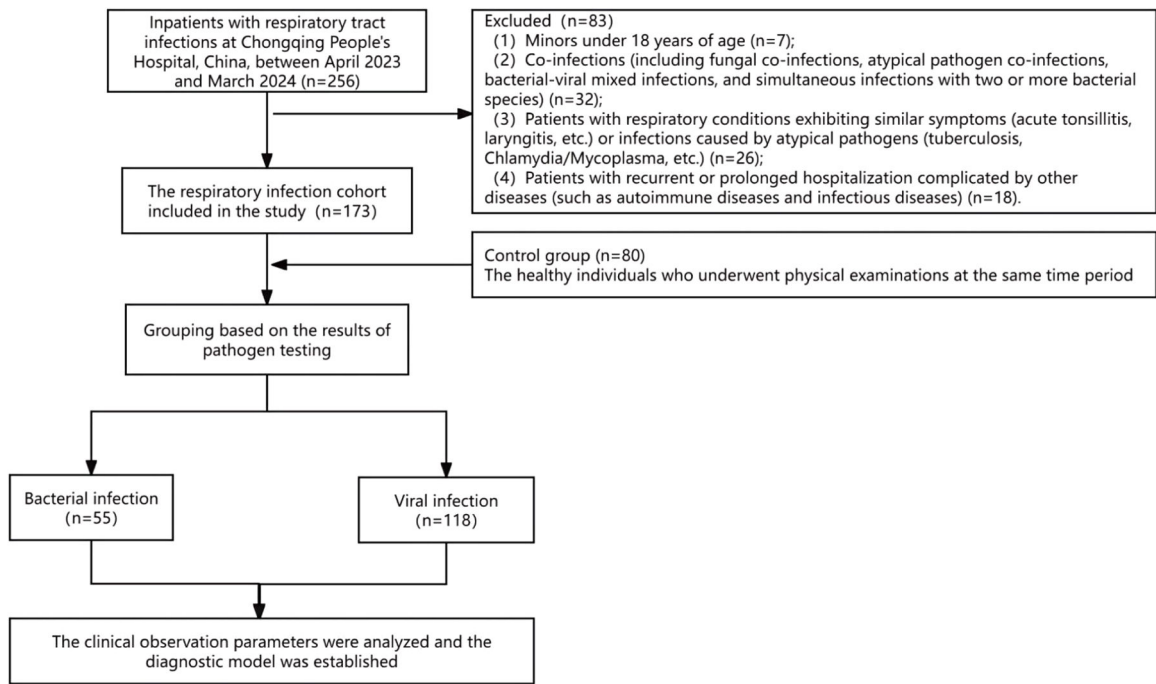 Inpatients with respiratory tract
infections at Chongqing People's
Hospital, China, between April 2023
and March 2024 (n=256)
Excluded (n=83)
(1) Minors under 18 years of age (n=7);
(2) Co-infections (including fungal co-infections, atypical pathogen co-infections,
bacterial-viral mixed infections, and simultaneous infections with two or more bacterial
species) (n=32);
(3) Patients with respiratory conditions exhibiting similar symptoms (acute tonsillitis,
laryngitis, etc.) or infections caused by atypical pathogens (tuberculosis,
Chlamydia/Mycoplasma, etc.) (n=26);
(4) Patients with recurrent or prolonged hospitalization complicated by other
diseases (such as autoimmune diseases and infectious diseases) (n=18).
The respiratory infection cohort
included in the study (n=173)
Control group (n=80)
The healthy individuals who underwent physical examinations at the same time period
Grouping based on the results of
pathogen testing
Bacterial infection
(n=55)
Viral infection
(n=118)
The clinical observation parameters were analyzed and the
diagnostic model was established